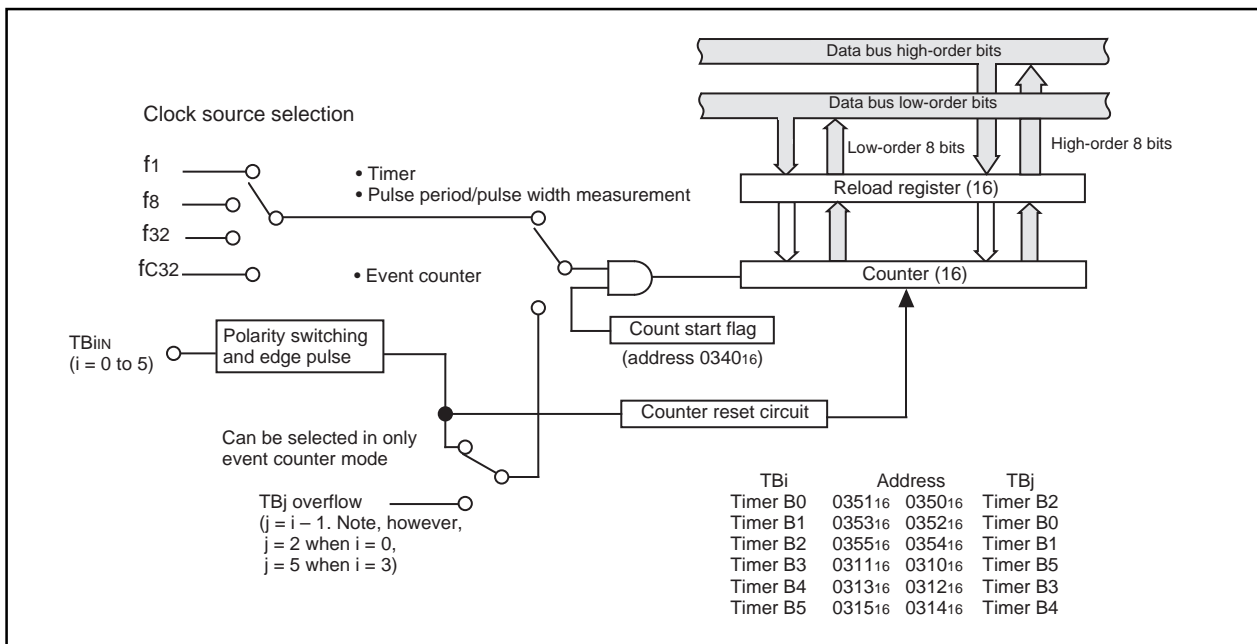 Data bus high-order bits
Data bus low-order bits
Clock source selection
Low-order 8 bits
High-order 8 bits
f1
• Timer
• Pulse period/pulse width measurement
Reload register (16)
f8
f32
fC32
• Event counter
Counter (16)
Count start flag
(address 034016)
TBiIN
(i = 0 to 5)
Polarity switching
and edge pulse
Counter reset circuit
Can be selected in only
event counter mode
TBj overflow
(j = i – 1. Note, however,
j = 2 when i = 0,
j = 5 when i = 3)
TBi Address TBj
Timer B0 035116 035016 Timer B2
Timer B1 035316 035216 Timer B0
Timer B2 035516 035416 Timer B1
Timer B3 031116 031016 Timer B5
Timer B4 031316 031216 Timer B3
Timer B5 031516 031416 Timer B4